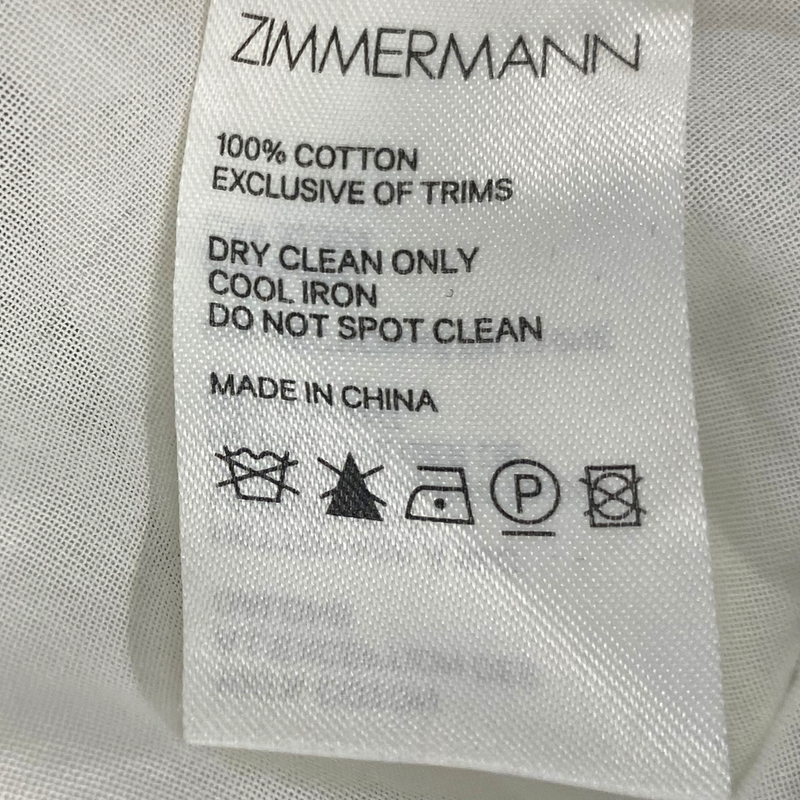 ZIMMERMANN
100% COTTON
EXCLUSIVE OF TRIMS
DRY CLEAN ONLY
COOL IRON
DO NOT SPOT CLEAN
MADE IN CHINA
P